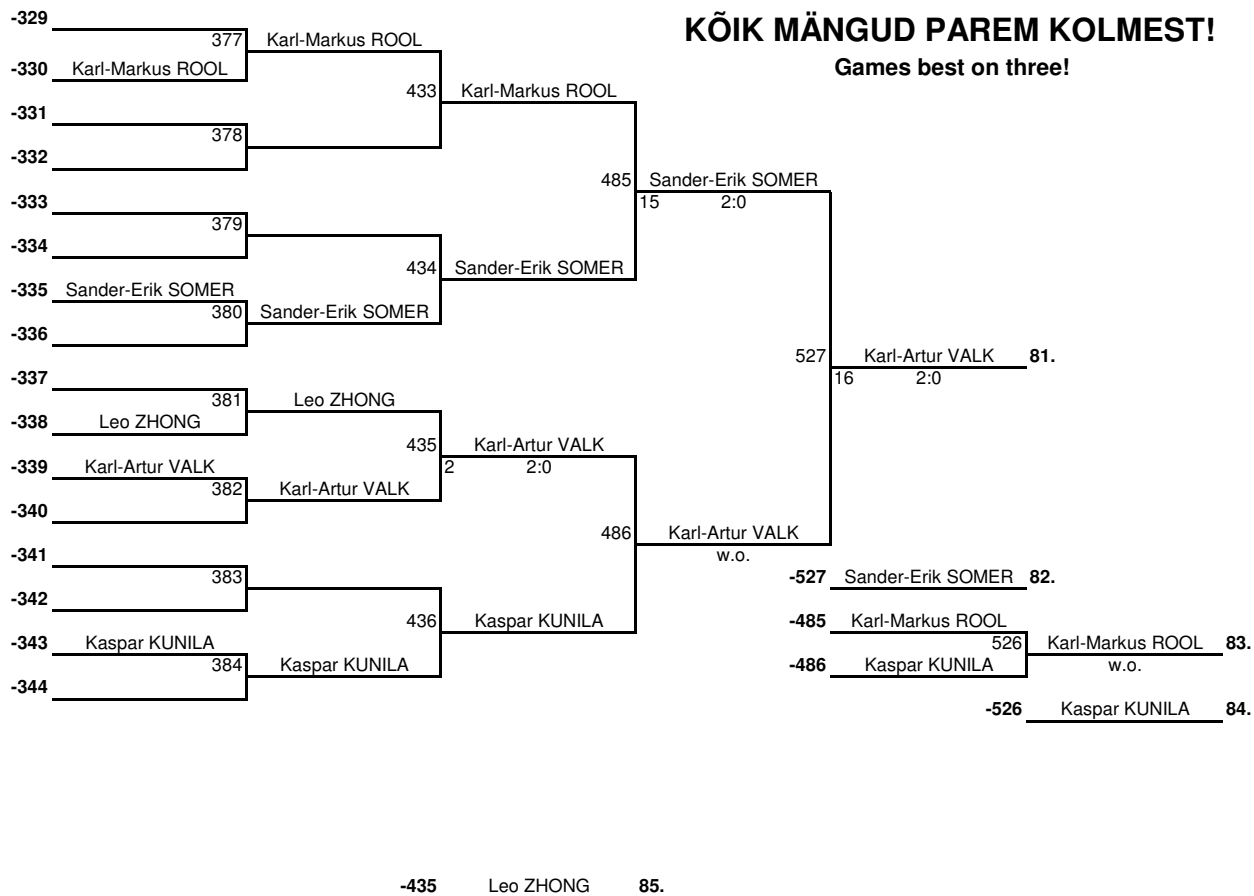 -329
KÕIK MÄNGUD PAREM KOLMEST!
377 Karl-Markus ROOL
-330 Karl-Markus ROOL
Games best on three!
433 Karl-Markus ROOL
-331
378
-332
485 Sander-Erik SOMER
15 2:0
-333
379
-334
434 Sander-Erik SOMER
-335 Sander-Erik SOMER
380 Sander-Erik SOMER
-336
527 Karl-Artur VALK 81.
16 2:0
-337
381 Leo ZHONG
-338 Leo ZHONG
435 Karl-Artur VALK
2 2:0
-339 Karl-Artur VALK
382 Karl-Artur VALK
-340
486 Karl-Artur VALK
w.o.
-341
383
-342
-527 Sander-Erik SOMER 82.
436 Kaspar KUNILA
-485 Karl-Markus ROOL
-343 Kaspar KUNILA
526 Karl-Markus ROOL 83.
w.o.
384 Kaspar KUNILA
-486 Kaspar KUNILA
-344
-526 Kaspar KUNILA 84.
-435 Leo ZHONG 85.